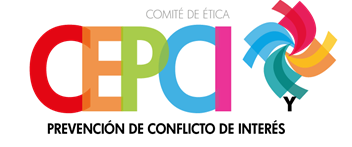 COMITÉ DE ÉTICA
CEPCI
Y
PREVENCIÓN DE CONFLICTO DE INTERÉS